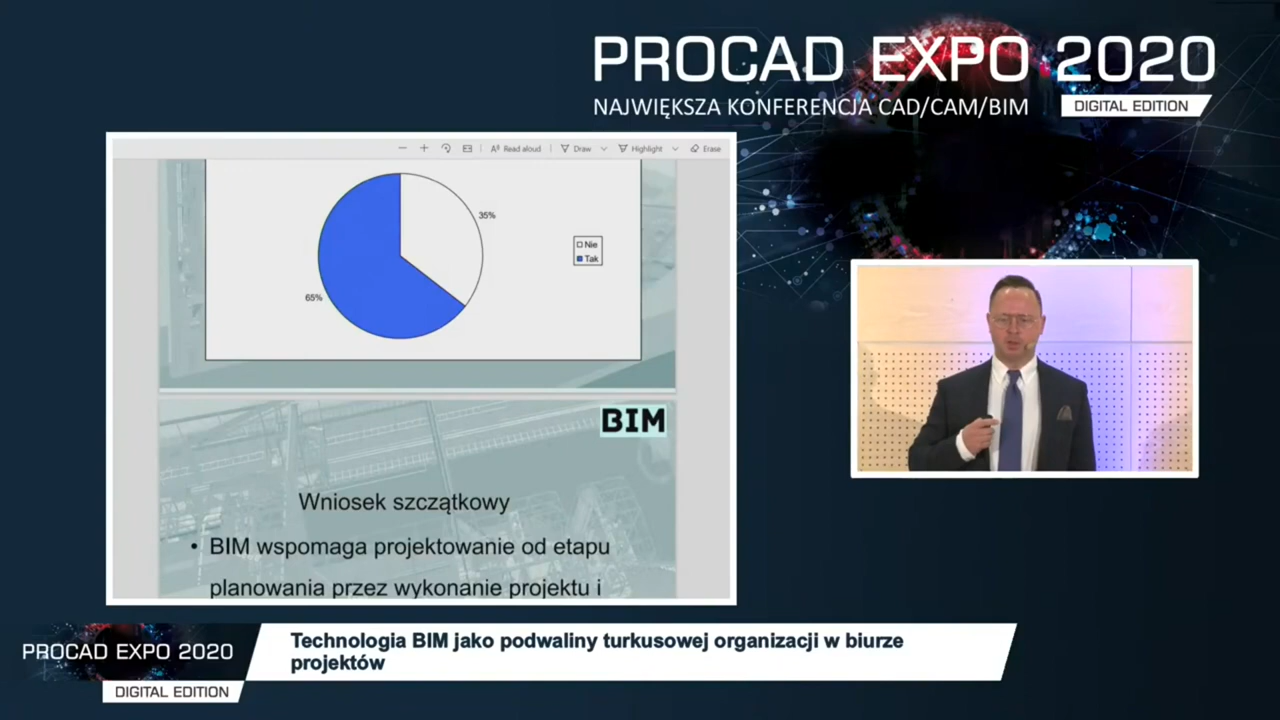 PROCAD EXPO 2020
NAJWIĘKSZA KONFERENCJA CAD/CAM/BIM
DIGITAL EDITION
Read aloud
Draw
Highlight
Erase
35%
65%
Nie
Tak
BIM
Wniosek szczątkowy
• BIM wspomaga projektowanie od etapu
planowania przez wykonanie projektu i
PROCAD EXPO 2020
DIGITAL EDITION
Technologia BIM jako podwaliny turkusowej organizacji w biurze
projektów